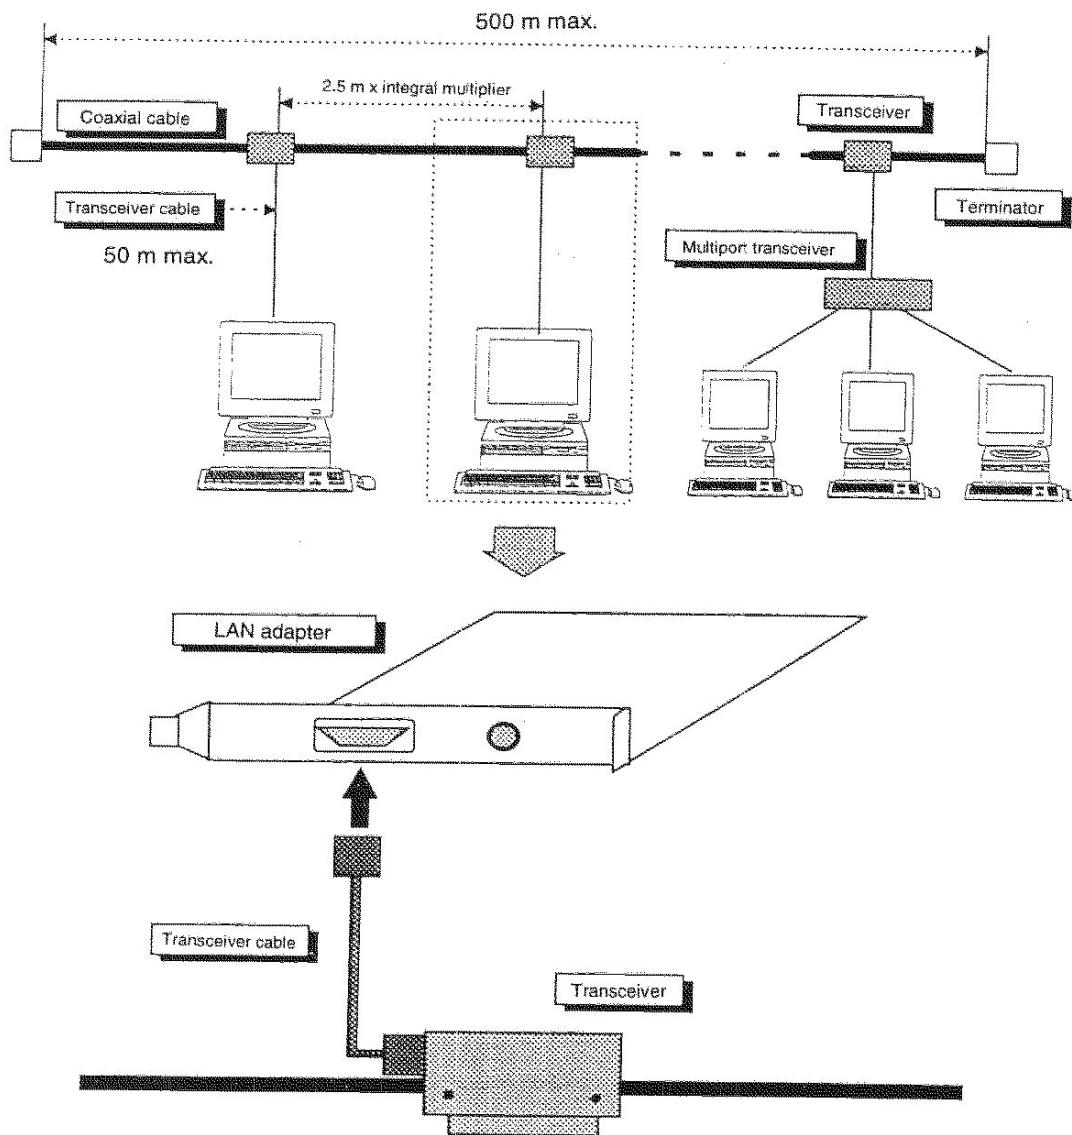 500 m max.
2.5 m x integral multiplier
Coaxial cable
Transceiver
Transceiver cable
Terminator
50 m max.
Multiport transceiver
LAN adapter
Transceiver cable
Transceiver